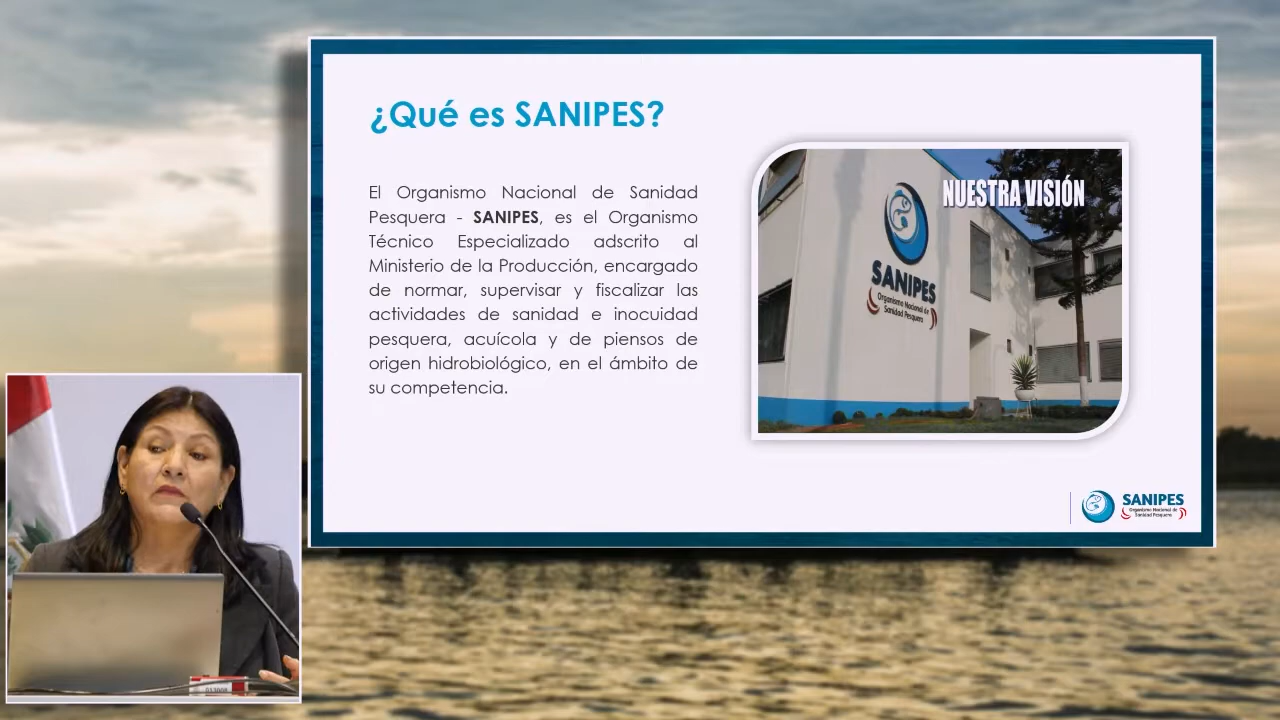 ¿Qué es SANIPES?
El Organismo Nacional de Sanidad
Pesquera - SANIPES, es el Organismo
Técnico Especializado adscrito al
Ministerio de la Producción, encargado
de normar, supervisar y fiscalizar las
actividades de sanidad e inocuidad
pesquera, acuícola y de piensos de
origen hidrobiológico, en el ámbito de
su competencia.
NUESTRA VISIÓN
SANIPES
Organismo Nacional de
Sanidad Pesquera
SANIPES
Organismo Nacional de
Sanidad Pesquera